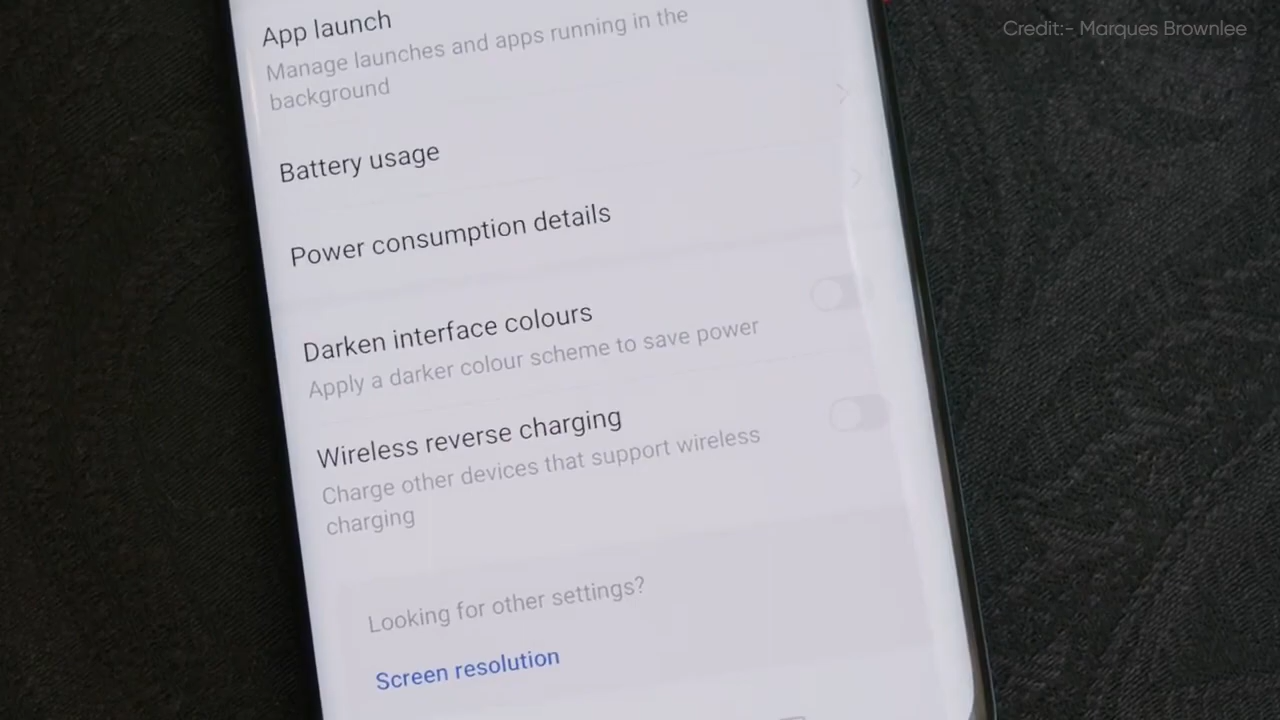 Credit:- Marques Brownlee
App launch
Manage launches and apps running in the
background
Battery usage
Power consumption details
Darken interface colours
Apply a darker colour scheme to save power
Wireless reverse charging
Charge other devices that support wireless
charging
Looking for other settings?
Screen resolution